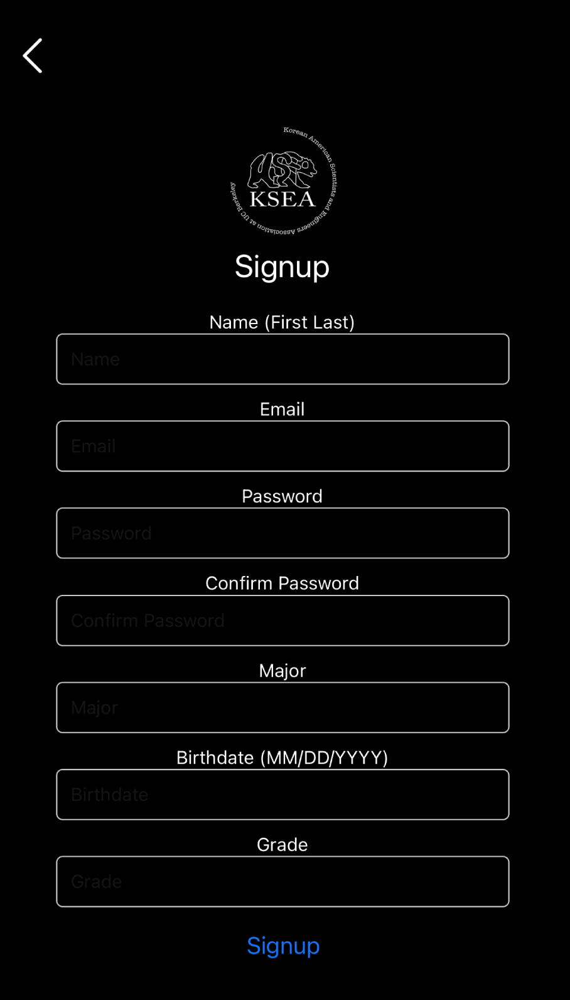 Korean American Scientists and Engineers Association at UC Berkeley
KSEA
Signup
Name (First Last)
Name
Email
Email
Password
Password
Confirm Password
Confirm Password
Major
Major
Birthdate (MM/DD/YYYY)
Birthdate
Grade
Grade
Signup